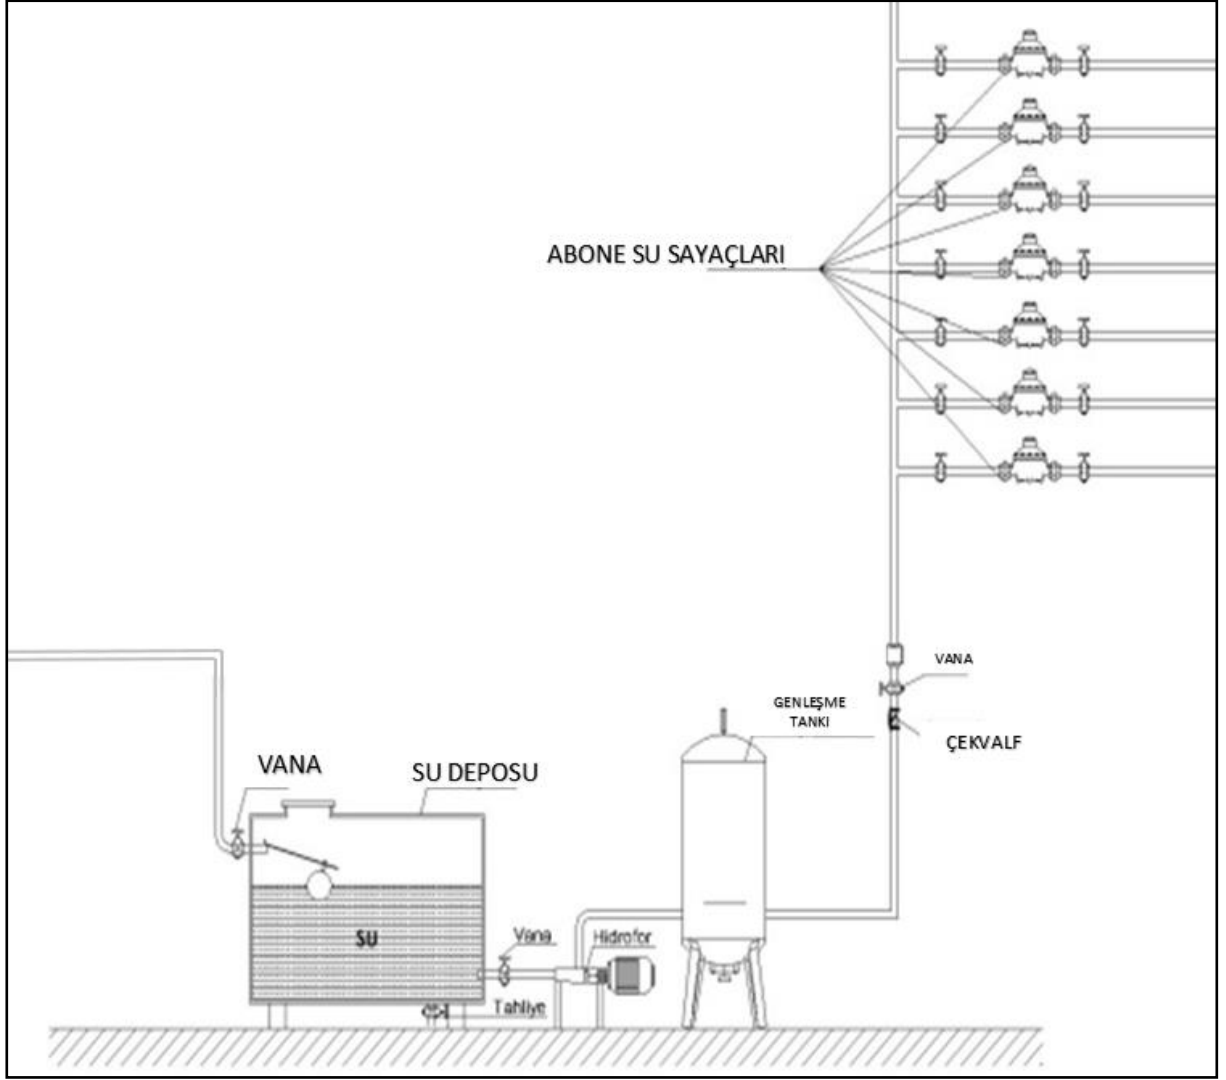 ABONE SU SAYAÇLARI
VANA
GENLEŞME
TANKI
ÇEKVALF
VANA
SU DEPOSU
SU
Vana
Hidrofor
Tahliye